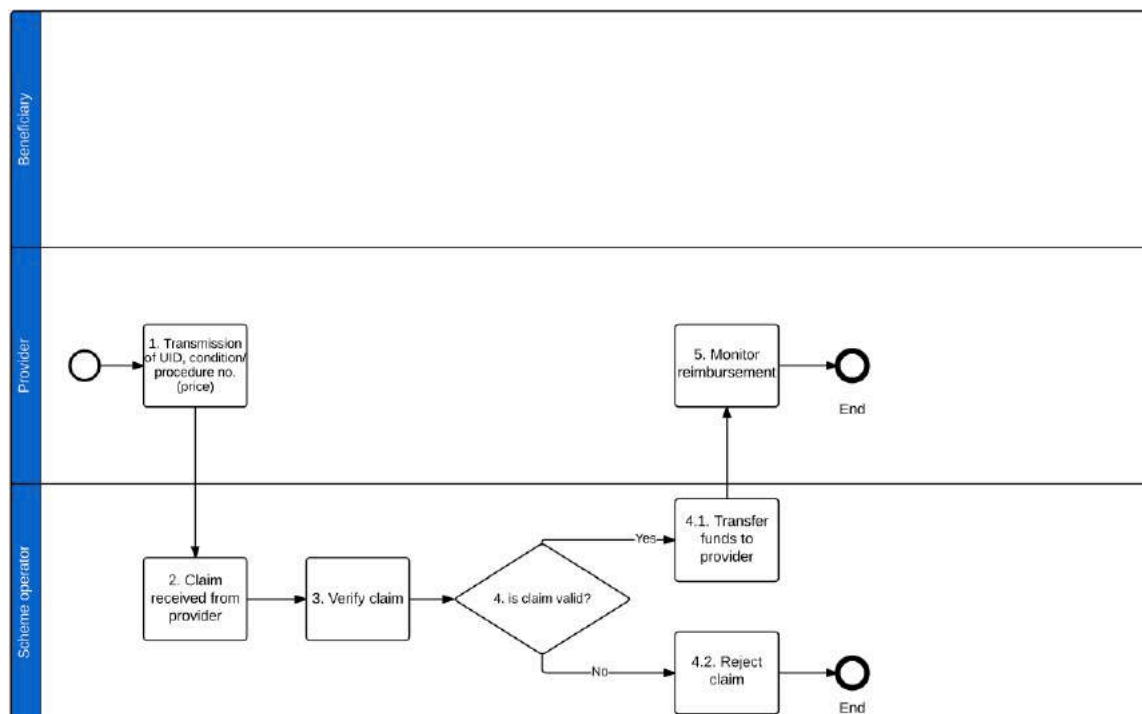 Beneficiary
Provider
1. Transmission
of UID, condition/
procedure no.
(price)
5. Monitor
reimbursement
End
Scheme operator
2. Claim
received from
provider
3. Verify claim
4. is claim valid?
Yes
4.1. Transfer
funds to
provider
No
4.2. Reject
claim
End